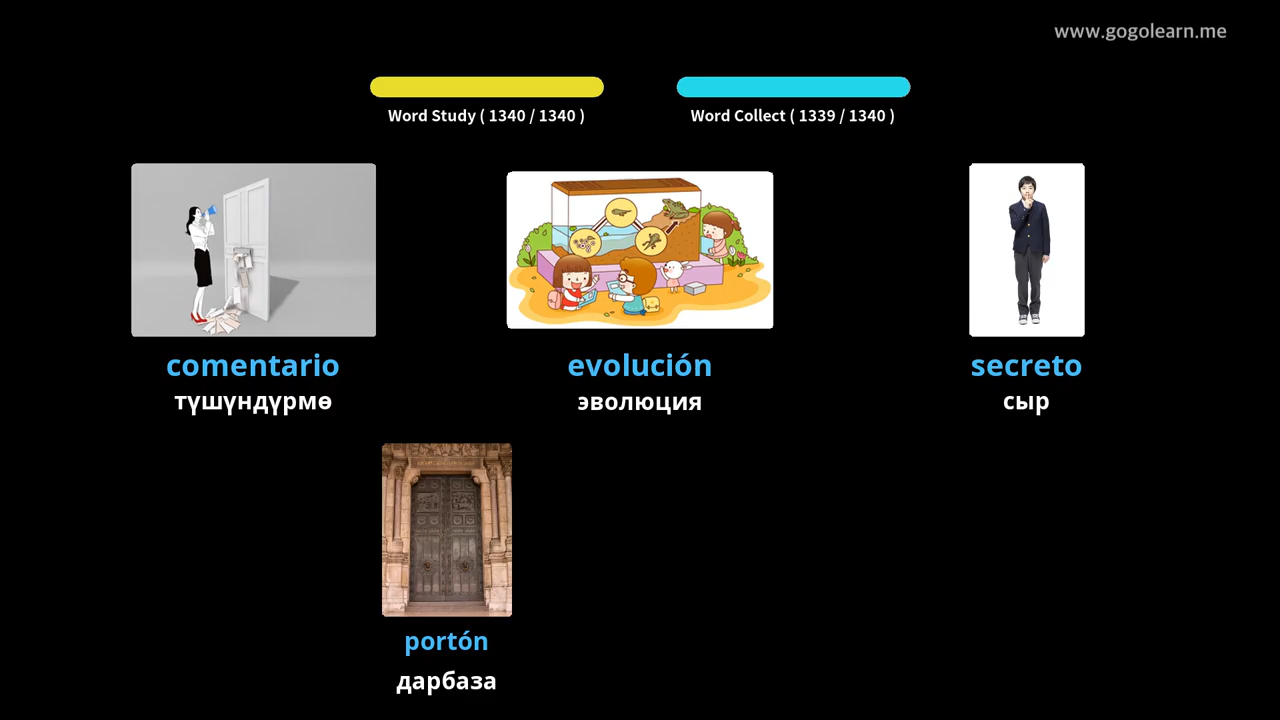 www.gogolearn.me
Word Study ( 1340 / 1340 )
Word Collect ( 1339 / 1340 )
comentario
түшүндүрмө
evolución
эволюция
secreto
сыр
portón
дарбаза